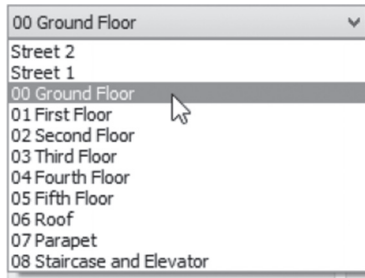 00 Ground Floor
Street 2
Street 1
00 Ground Floor
01 First Floor
02 Second Floor
03 Third Floor
04 Fourth Floor
05 Fifth Floor
06 Roof
07 Parapet
08 Staircase and Elevator